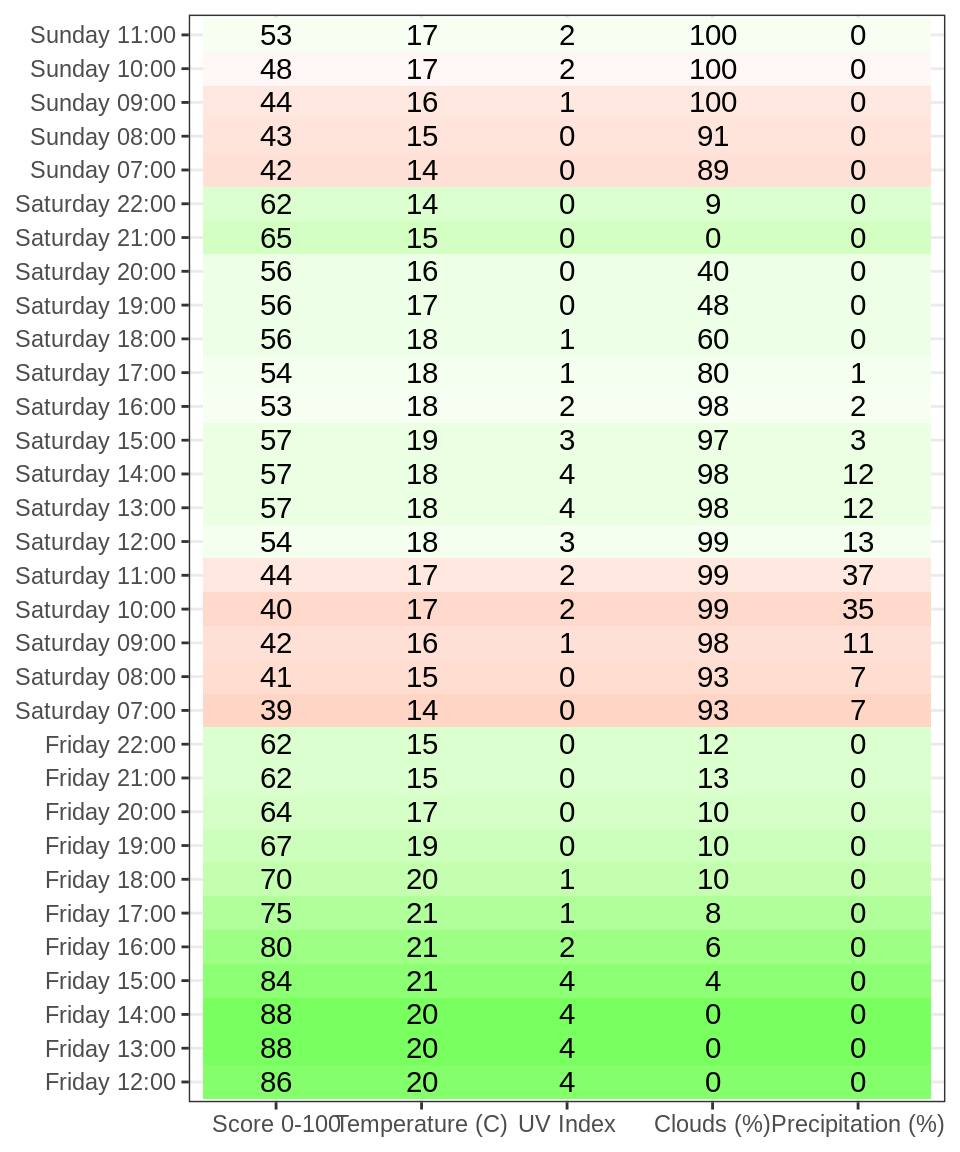 Sunday 11:00 53 17 2 100 0
Sunday 10:00 48 17 2 100 0
Sunday 09:00 44 16 1 100 0
Sunday 08:00 43 15 0 91 0
Sunday 07:00 42 14 0 89 0
Saturday 22:00 62 14 0 9 0
Saturday 21:00 65 15 0 0 0
Saturday 20:00 56 16 0 40 0
Saturday 19:00 56 17 0 48 0
Saturday 18:00 56 18 1 60 0
Saturday 17:00 54 18 1 80 1
Saturday 16:00 53 18 2 98 2
Saturday 15:00 57 19 3 97 3
Saturday 14:00 57 18 4 98 12
Saturday 13:00 57 18 4 98 12
Saturday 12:00 54 18 3 99 13
Saturday 11:00 44 17 2 99 37
Saturday 10:00 40 17 2 99 35
Saturday 09:00 42 16 1 98 11
Saturday 08:00 41 15 0 93 7
Saturday 07:00 39 14 0 93 7
Friday 22:00 62 15 0 12 0
Friday 21:00 62 15 0 13 0
Friday 20:00 64 17 0 10 0
Friday 19:00 67 19 0 10 0
Friday 18:00 70 20 1 10 0
Friday 17:00 75 21 1 8 0
Friday 16:00 80 21 2 6 0
Friday 15:00 84 21 4 4 0
Friday 14:00 88 20 4 0 0
Friday 13:00 88 20 4 0 0
Friday 12:00 86 20 4 0 0
Score 0-100 Temperature (C) UV Index Clouds (%) Precipitation (%)